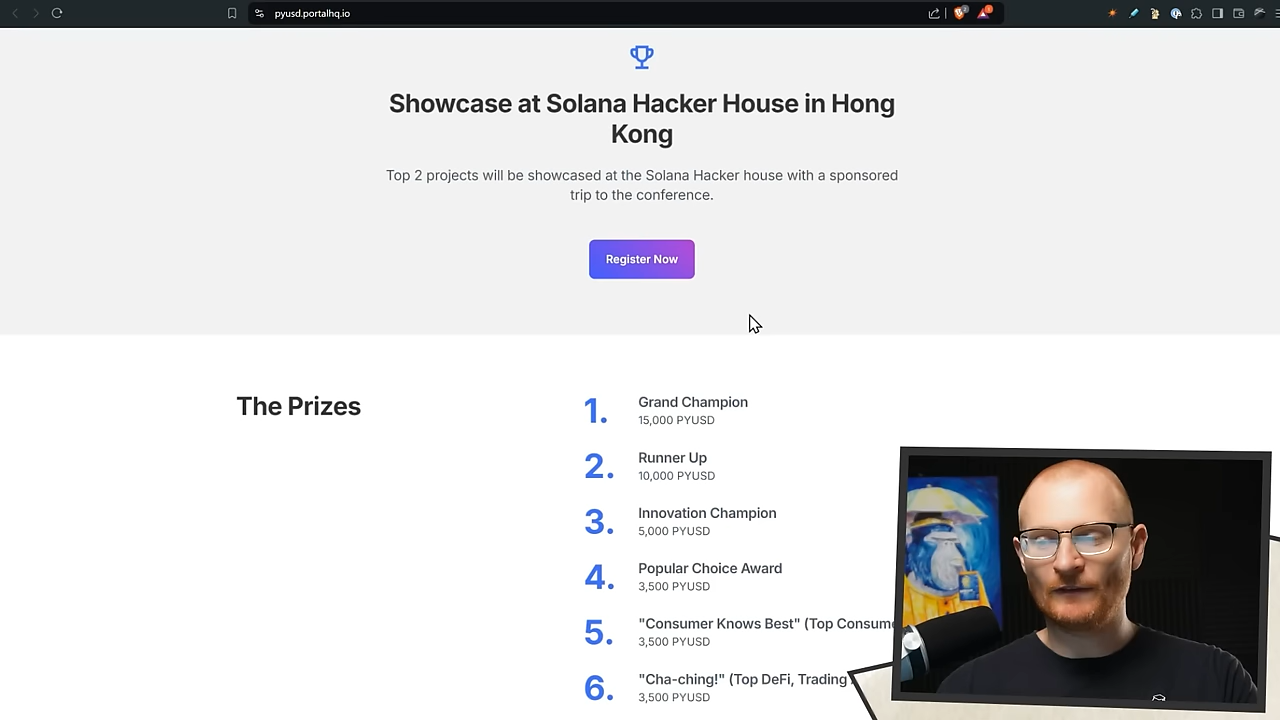 pyusd.portalhq.io
Showcase at Solana Hacker House in Hong
Kong
Top 2 projects will be showcased at the Solana Hacker house with a sponsored
trip to the conference.
Register Now
The Prizes
1.
Grand Champion
15,000 PYUSD
2.
Runner Up
10,000 PYUSD
3.
Innovation Champion
5,000 PYUSD
4.
Popular Choice Award
3,500 PYUSD
5.
"Consumer Knows Best" (Top Consume
3,500 PYUSD
6.
"Cha-ching!" (Top DeFi, Trading
3,500 PYUSD